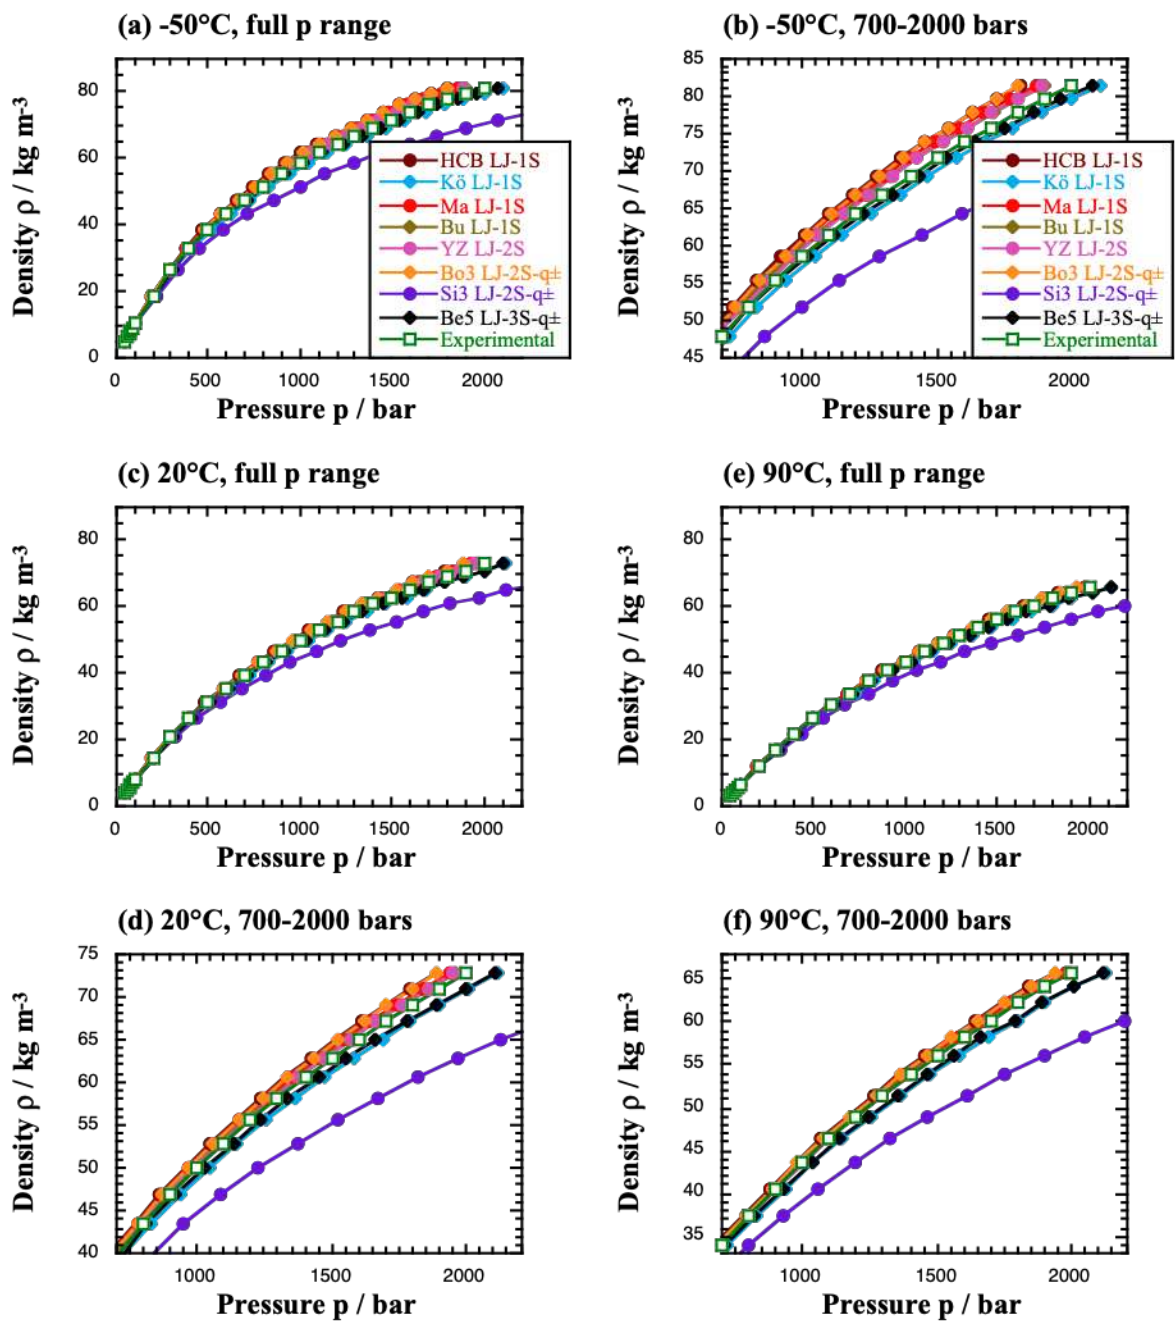 (a) -50°C, full p range
Density ρ / kg m-3
80
60
40
20
0
0 500 1000 1500 2000
Pressure p / bar
HCB LJ-1S
Kö LJ-1S
Ma LJ-1S
Bu LJ-1S
YZ LJ-2S
Bo3 LJ-2S-q±
Si3 LJ-2S-q±
Be5 LJ-3S-q±
Experimental
(b) -50°C, 700-2000 bars
Density ρ / kg m-3
85
80
75
70
65
60
55
50
45
1000 1500 2000
Pressure p / bar
HCB LJ-1S
Kö LJ-1S
Ma LJ-1S
Bu LJ-1S
YZ LJ-2S
Bo3 LJ-2S-q±
Si3 LJ-2S-q±
Be5 LJ-3S-q±
Experimental
(c) 20°C, full p range
Density ρ / kg m-3
80
60
40
20
0
0 500 1000 1500 2000
Pressure p / bar
(e) 90°C, full p range
Density ρ / kg m-3
80
60
40
20
0
0 500 1000 1500 2000
Pressure p / bar
(d) 20°C, 700-2000 bars
Density ρ / kg m-3
75
70
65
60
55
50
45
40
1000 1500 2000
Pressure p / bar
(f) 90°C, 700-2000 bars
Density ρ / kg m-3
65
60
55
50
45
40
35
1000 1500 2000
Pressure p / bar